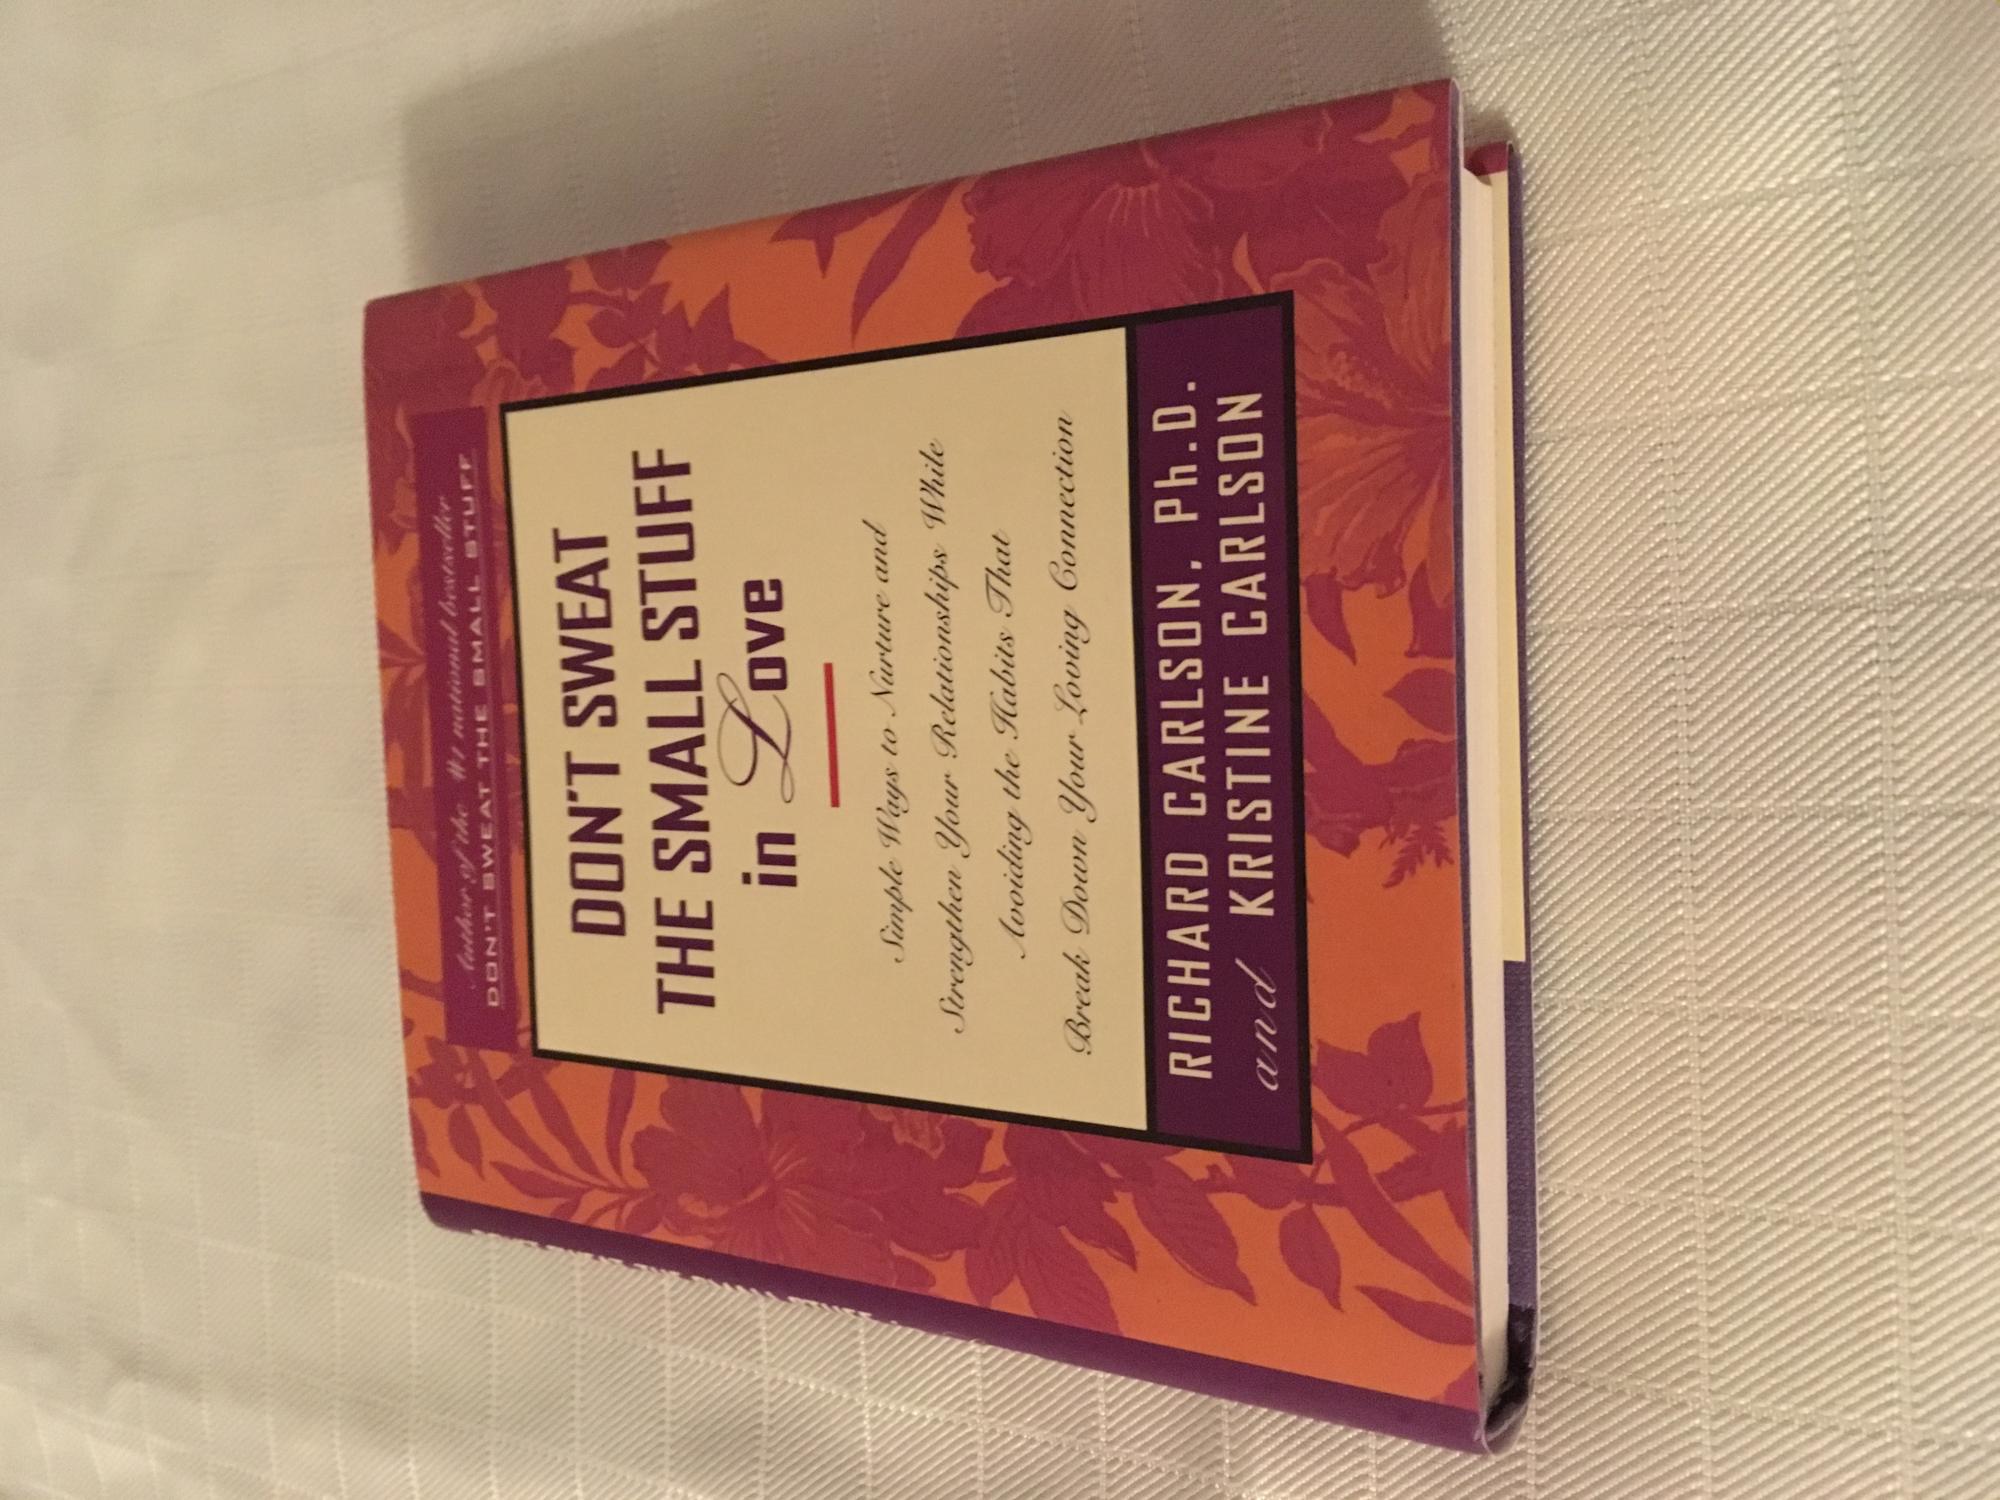 Author of the #1 national bestseller
DON'T SWEAT THE SMALL STUFF
DON'T SWEAT
THE SMALL STUFF
in Love
Simple Ways to Nurture and
Strengthen Your Relationships While
Avoiding the Habits That
Break Down Your Loving Connection
RICHARD CARLSON, Ph.D.
and KRISTINE CARLSON